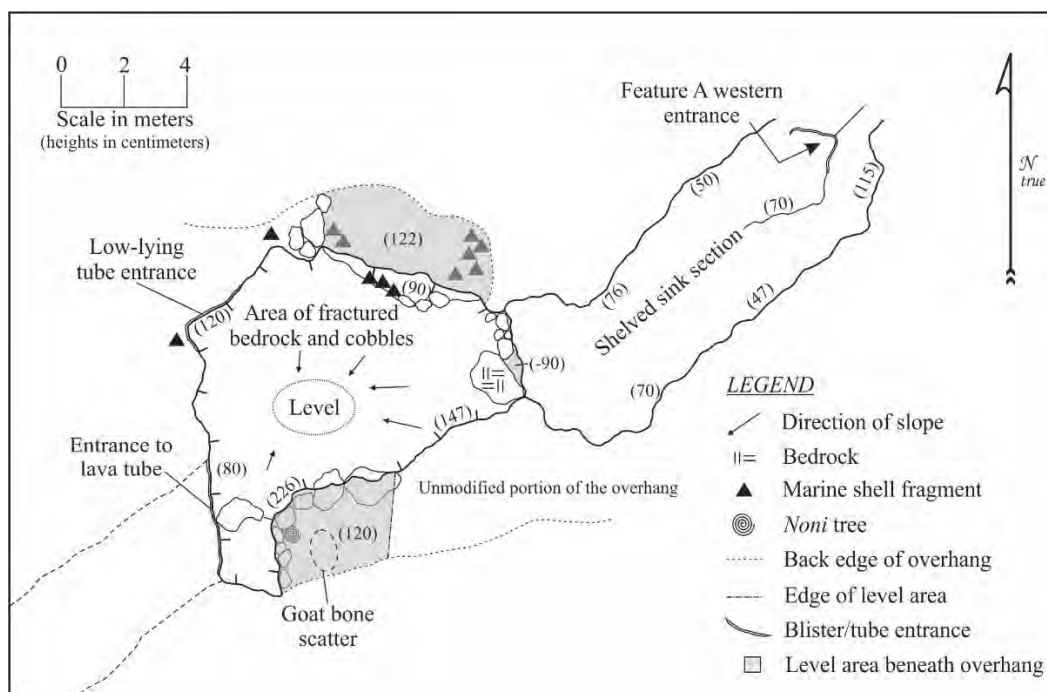 0 2 4
Scale in meters
(heights in centimeters)
Feature A western
entrance
N
true
(50)
(115)
(70)
Low-lying
tube entrance
(122)
(90)
(76)
Shelved sink section
(47)
(120)
Area of fractured
bedrock and cobbles
(-90)
Level
(147)
(70)
Entrance to
lava tube
(80)
(226)
Unmodified portion of the overhang
(120)
Goat bone
scatter
LEGEND
Direction of slope
Bedrock
Marine shell fragment
Noni tree
Back edge of overhang
Edge of level area
Blister/tube entrance
Level area beneath overhang